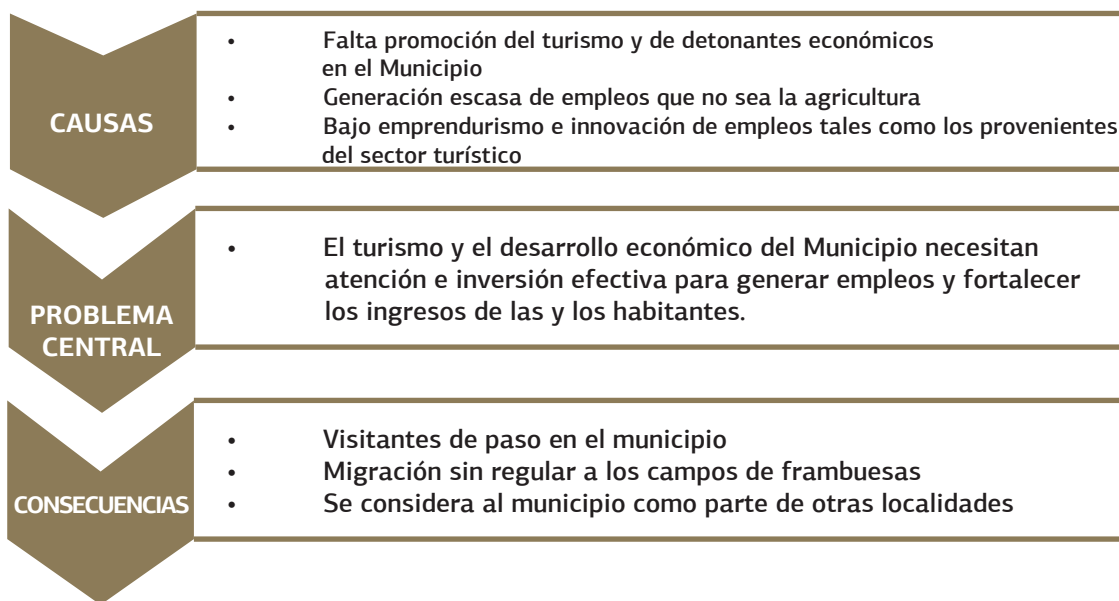 CAUSAS
• Falta promoción del turismo y de detonantes económicos
en el Municipio
• Generación escasa de empleos que no sea la agricultura
• Bajo emprendurismo e innovación de empleos tales como los provenientes
del sector turístico
PROBLEMA
CENTRAL
• El turismo y el desarrollo económico del Municipio necesitan
atención e inversión efectiva para generar empleos y fortalecer
los ingresos de las y los habitantes.
CONSECUENCIAS
• Visitantes de paso en el municipio
• Migración sin regular a los campos de frambuesas
• Se considera al municipio como parte de otras localidades